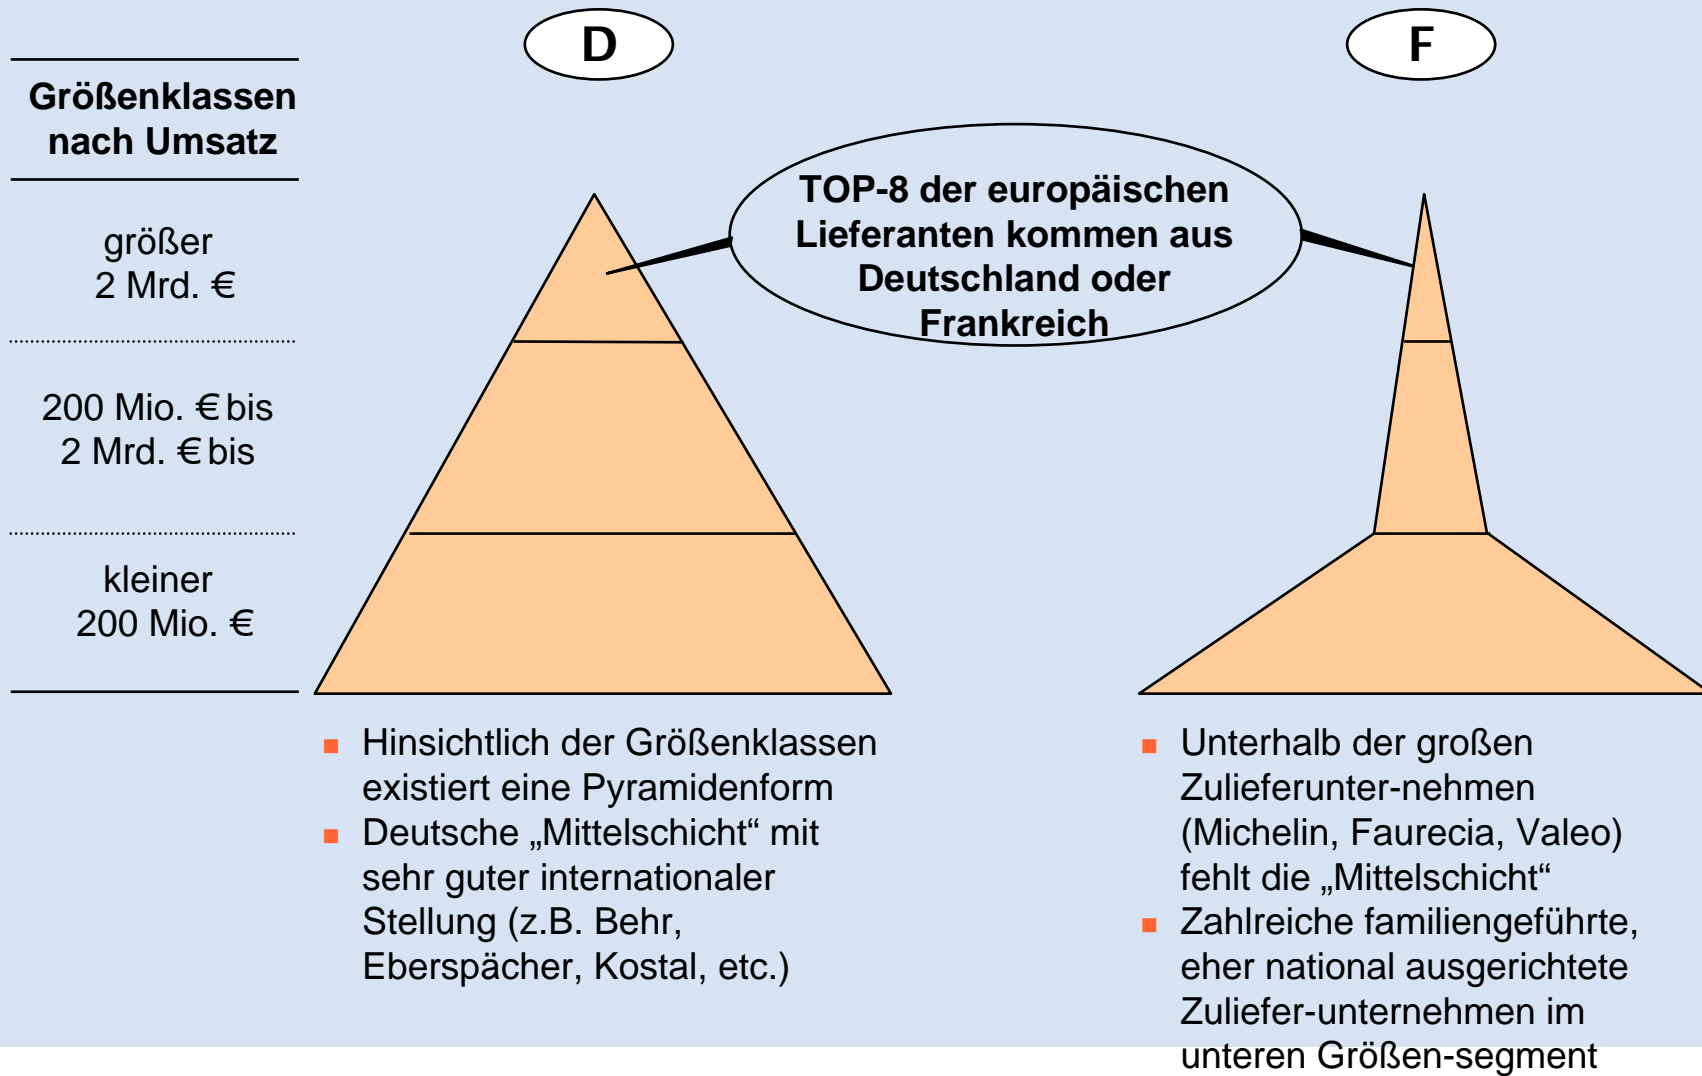 D
F
Größenklassen
nach Umsatz
größer
2 Mrd. €
200 Mio. € bis
2 Mrd. € bis
kleiner
200 Mio. €
TOP-8 der europäischen
Lieferanten kommen aus
Deutschland oder
Frankreich
▪ Hinsichtlich der Größenklassen
existiert eine Pyramidenform
▪ Deutsche „Mittelschicht“ mit
sehr guter internationaler
Stellung (z.B. Behr,
Eberspächer, Kostal, etc.)
▪ Unterhalb der großen
Zulieferunter-nehmen
(Michelin, Faurecia, Valeo)
fehlt die „Mittelschicht“
▪ Zahlreiche familiengeführte,
eher national ausgerichtete
Zuliefer-unternehmen im
unteren Größen-segment